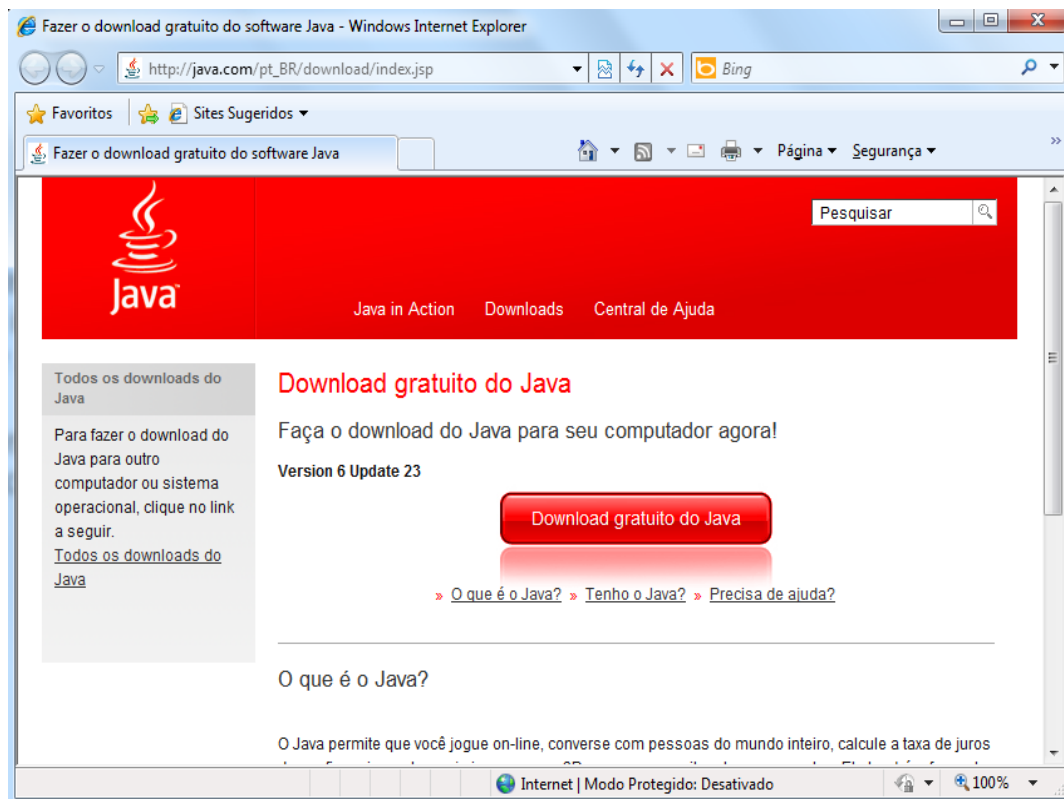 Fazer o download gratuito do software Java - Windows Internet Explorer
http://java.com/pt_BR/download/index.jsp
Bing
Favoritos
Sites Sugeridos
Fazer o download gratuito do software Java
Página
Segurança
»
Java
Pesquisar
Java in Action
Downloads
Central de Ajuda
Todos os downloads do
Java
Para fazer o download do
Java para outro
computador ou sistema
operacional, clique no link
a seguir.
Todos os downloads do
Java
Download gratuito do Java
Faça o download do Java para seu computador agora!
Version 6 Update 23
Download gratuito do Java
» O que é o Java? » Tenho o Java? » Precisa de ajuda?
O que é o Java?
O Java permite que você jogue on-line, converse com pessoas do mundo inteiro, calcule a taxa de juros
Internet | Modo Protegido: Desativado
100%